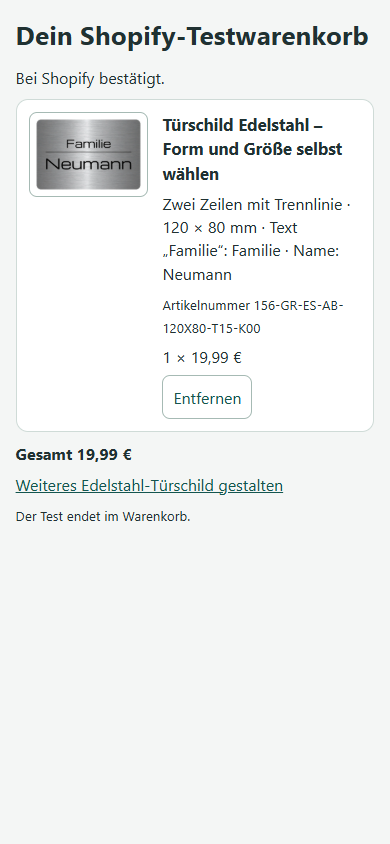 Dein Shopify-Testwarenkorb
Bei Shopify bestätigt.
Familie
Neumann
Türschild Edelstahl –
Form und Größe selbst
wählen
Zwei Zeilen mit Trennlinie ·
120 × 80 mm · Text
„Familie“: Familie · Name:
Neumann
Artikelnummer 156-GR-ES-AB-
120X80-T15-K00
1 × 19,99 €
Entfernen
Gesamt 19,99 €
Weiteres Edelstahl-Türschild gestalten
Der Test endet im Warenkorb.